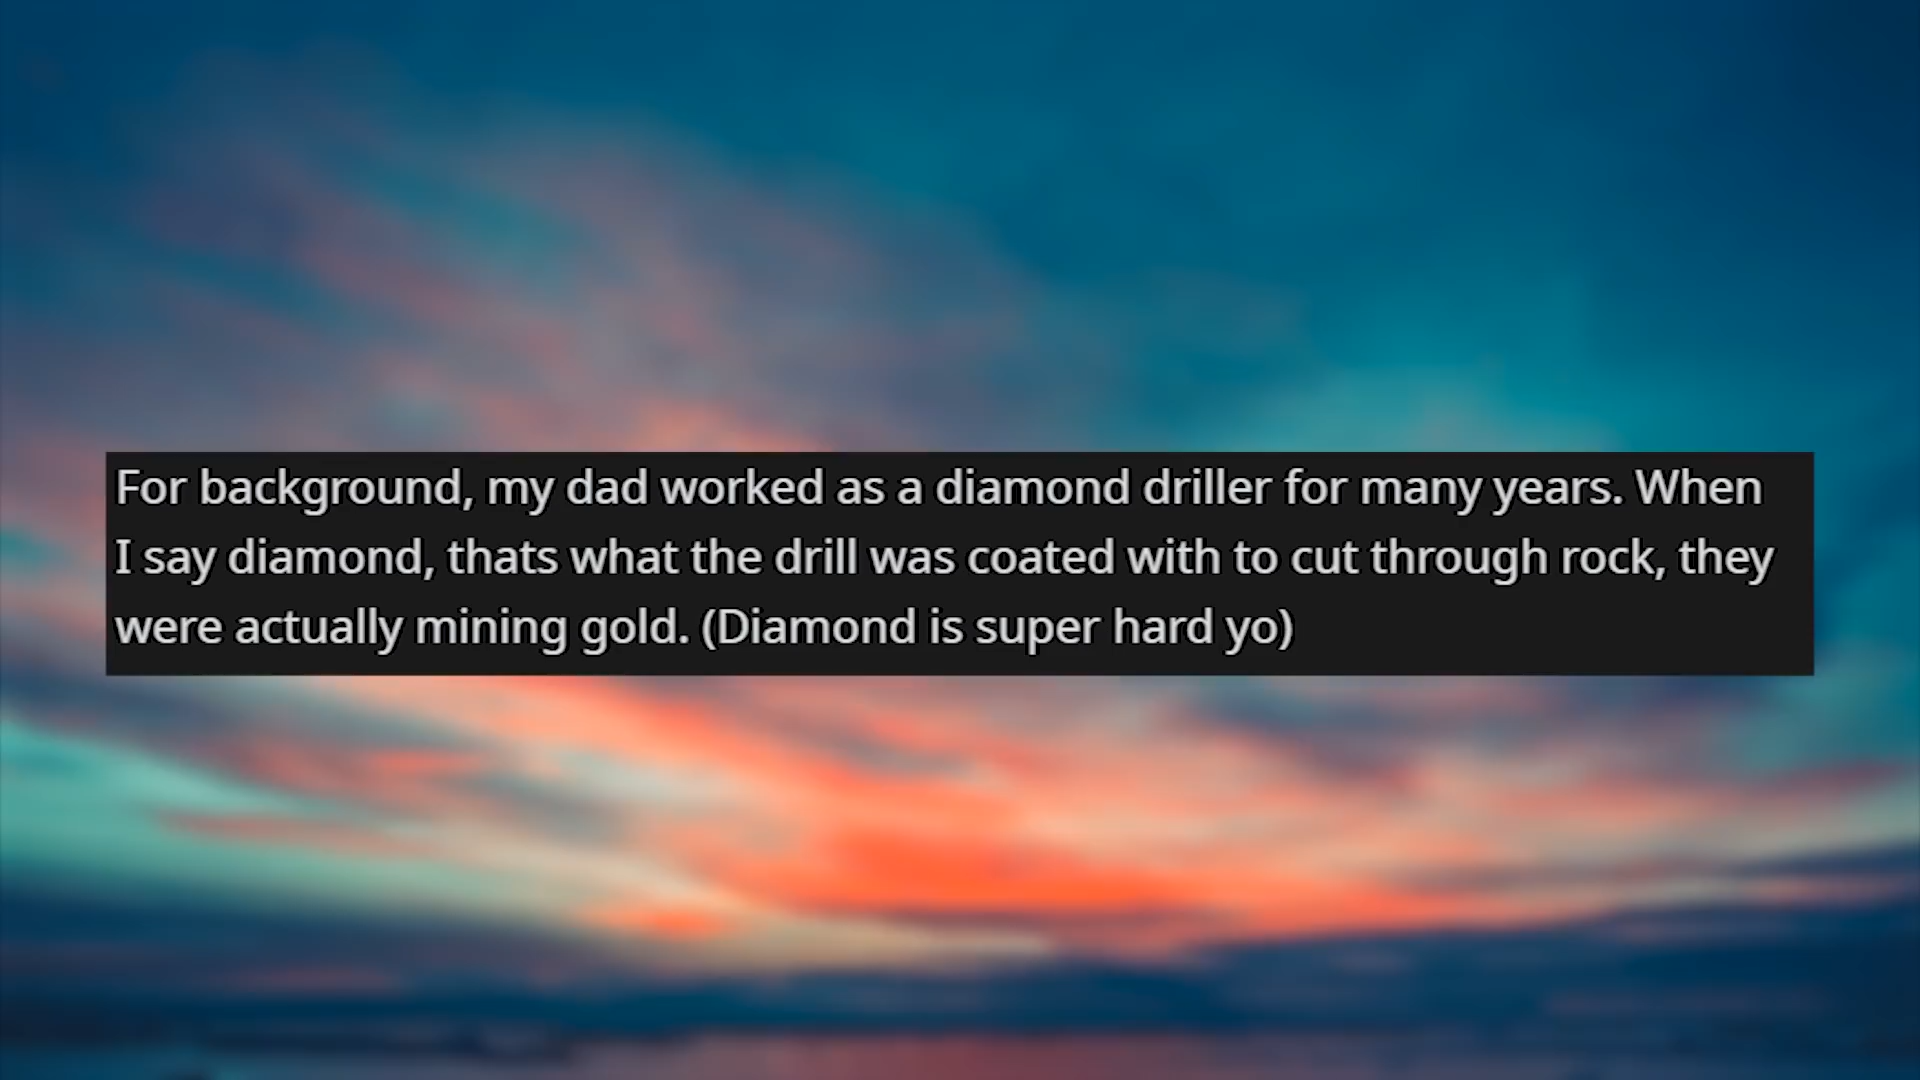 For background, my dad worked as a diamond driller for many years. When
I say diamond, thats what the drill was coated with to cut through rock, they
were actually mining gold. (Diamond is super hard yo)